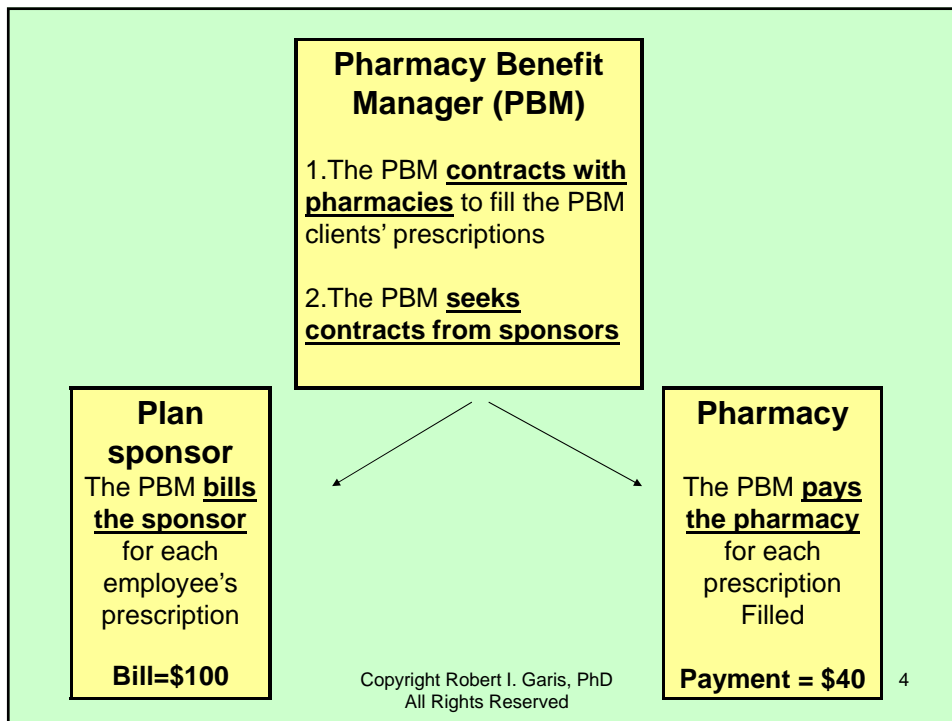 Pharmacy Benefit
Manager (PBM)
1.The PBM contracts with
pharmacies to fill the PBM
clients’ prescriptions
2.The PBM seeks
contracts from sponsors
Plan
sponsor
The PBM bills
the sponsor
for each
employee’s
prescription
Bill=$100
Pharmacy
The PBM pays
the pharmacy
for each
prescription
Filled
Payment = $40
Copyright Robert I. Garis, PhD
All Rights Reserved
4